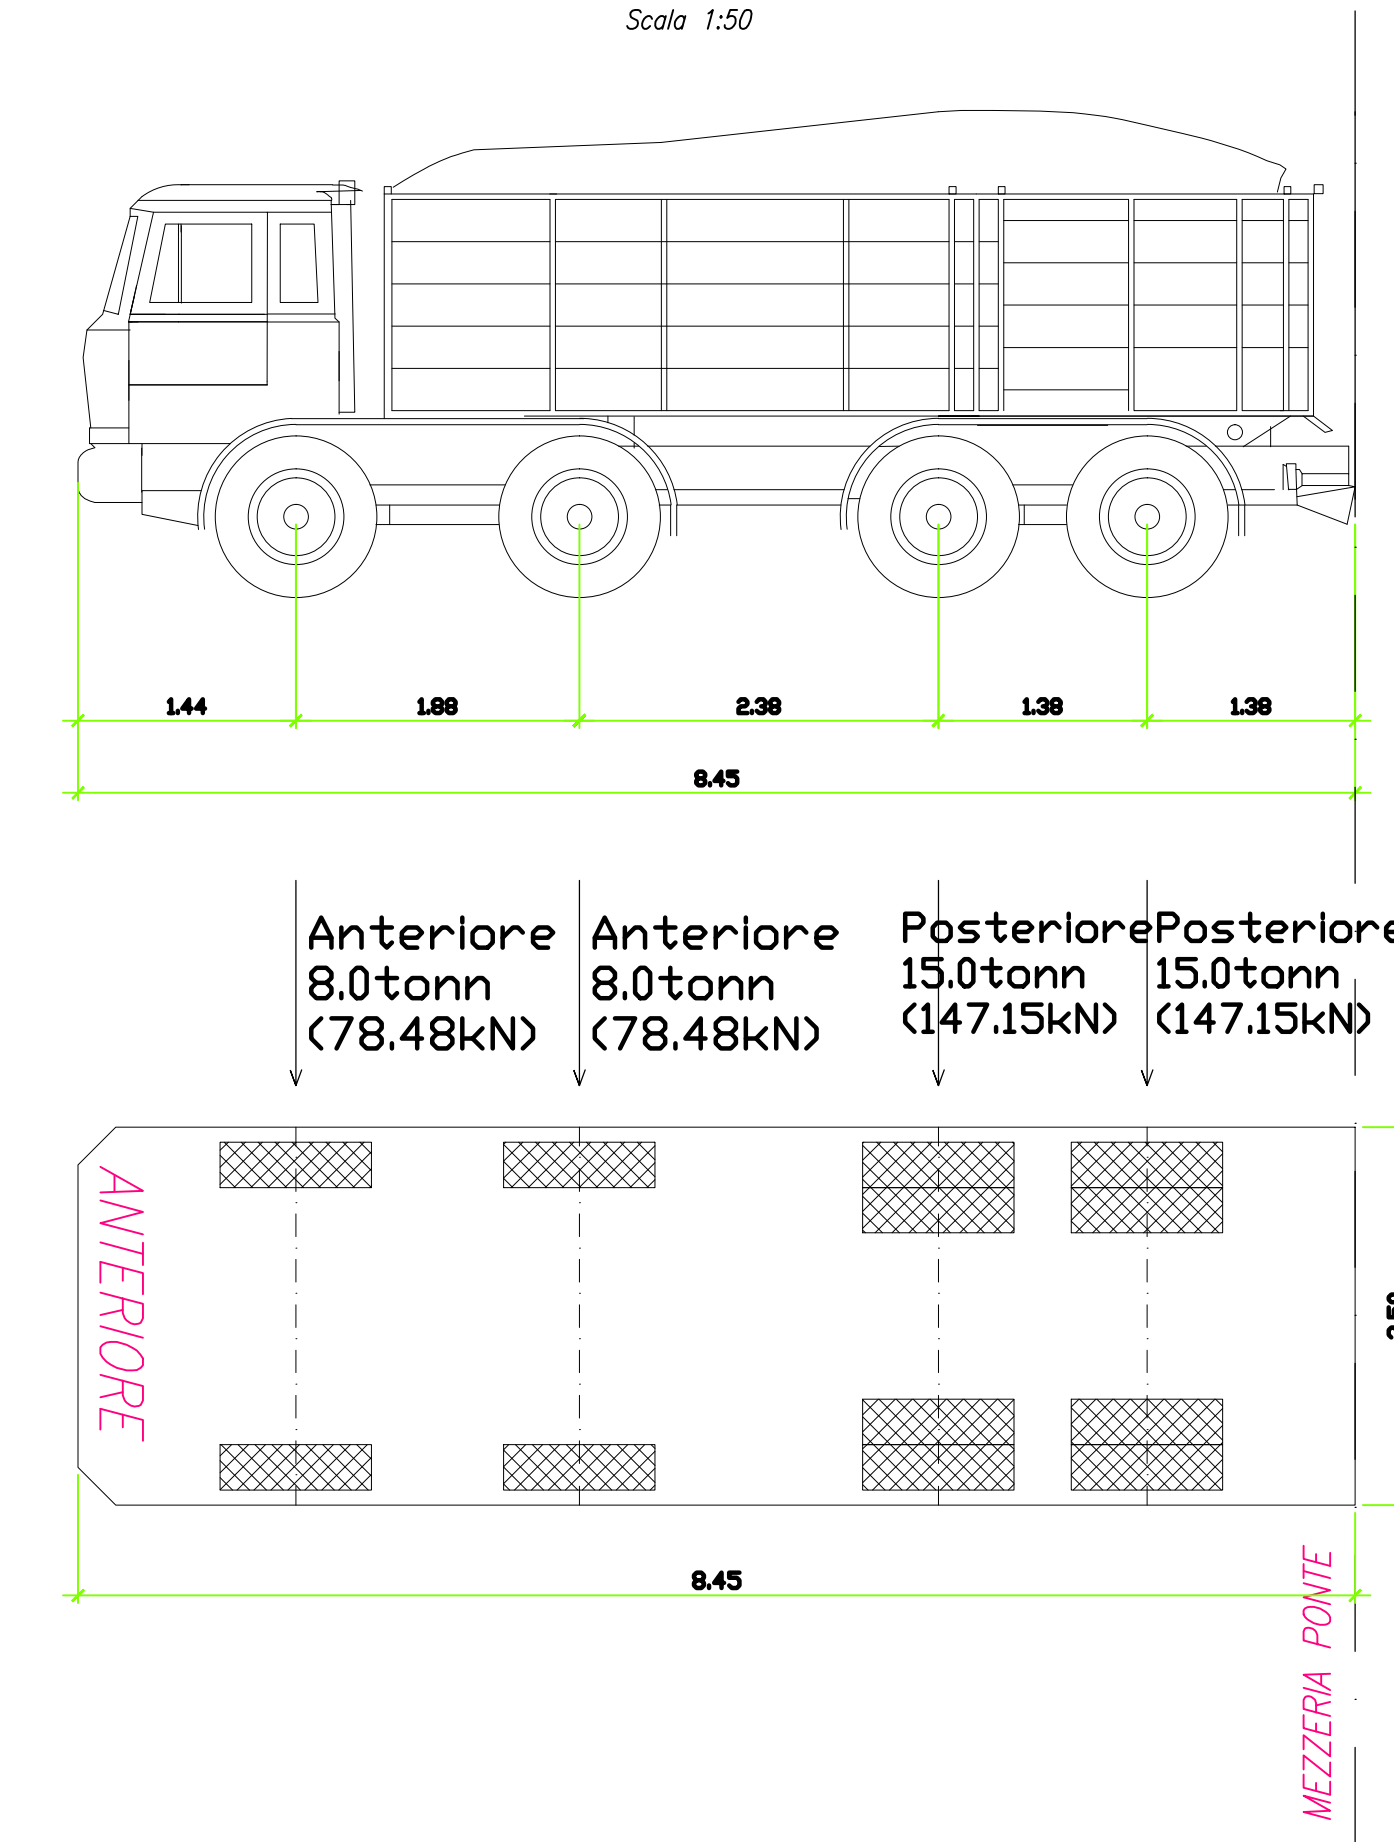 Scala 1:50
1.44
1.88
2.38
1.38
1.38
8.45
Anteriore
8.0tonn
(78.48kN)
Anteriore
8.0tonn
(78.48kN)
Posteriore
15.0tonn
(147.15kN)
Posteriore
15.0tonn
(147.15kN)
ANTERIORE
8.45
MEZZERIA PONTE